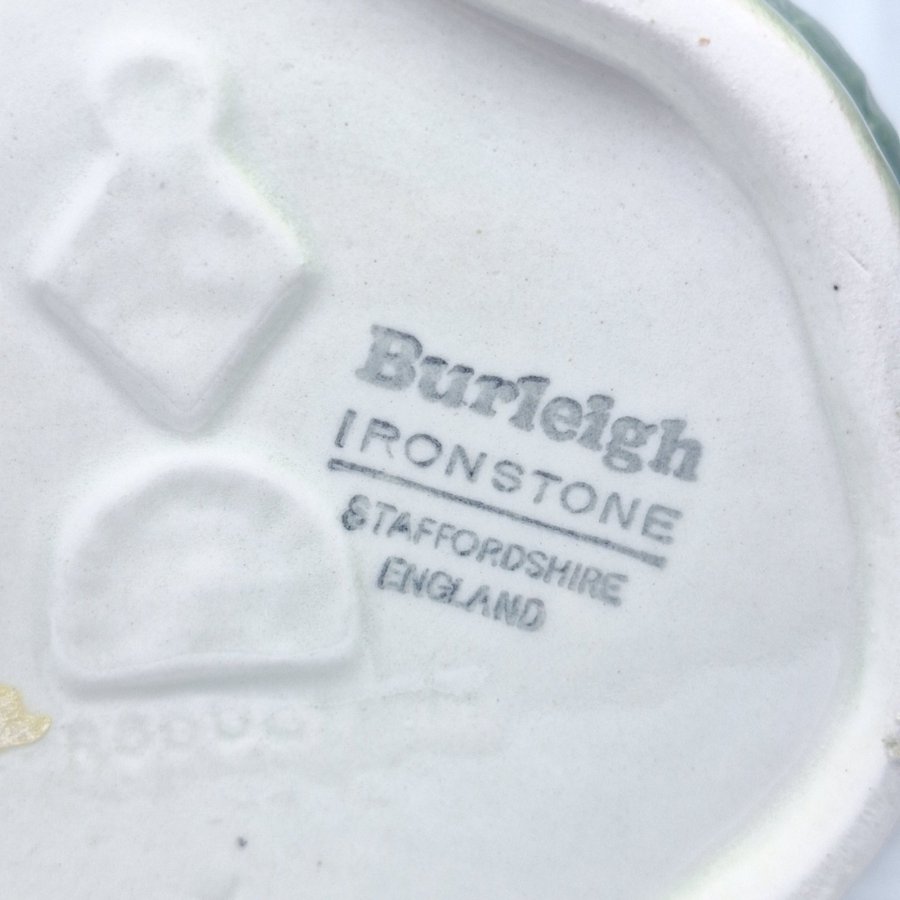 Burleigh
IRONSTONE
STAFFORDSHIRE
ENGLAND